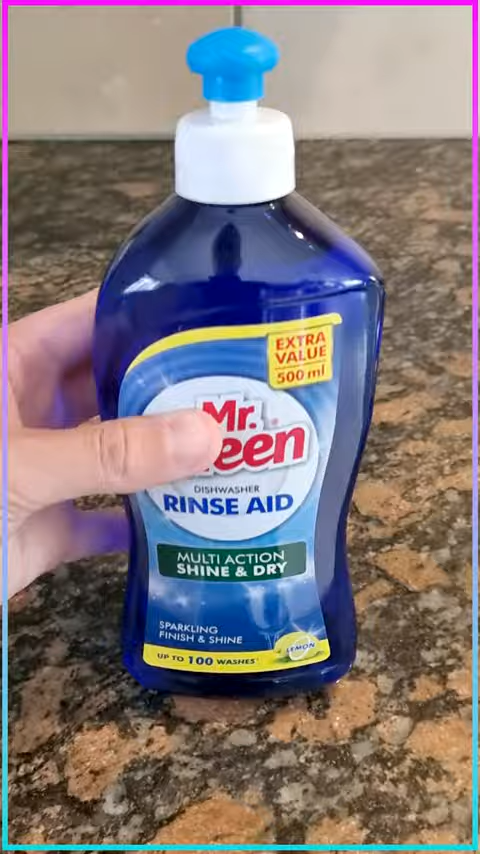 EXTRA
VALUE
500 ml
Mr.
DISHWASHER
RINSE AID
MULTI ACTION
SHINE & DRY
SPARKLING
FINISH & SHINE
UP TO 100 WASHES
LEMON